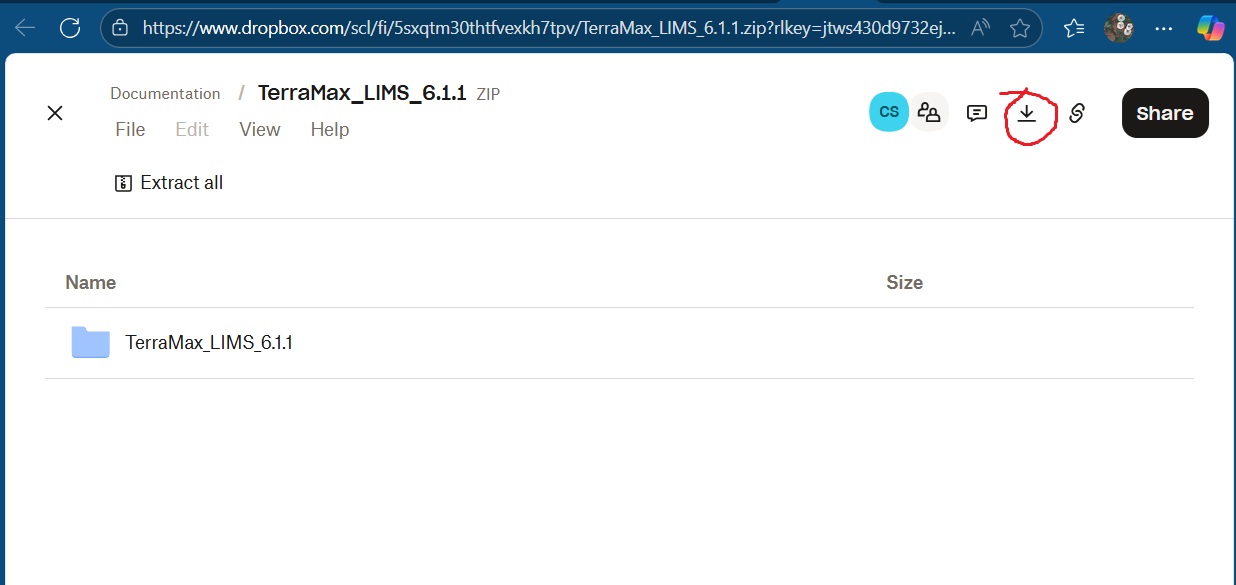 https://www.dropbox.com/scl/fi/5sxqtm30thtfvexkh7tpv/TerraMax_LIMS_6.1.1.zip?rlkey=jtws430d9732ej...
Documentation / TerraMax_LIMS_6.1.1 ZIP
File Edit View Help
CS
Share
Extract all
Name Size
TerraMax_LIMS_6.1.1